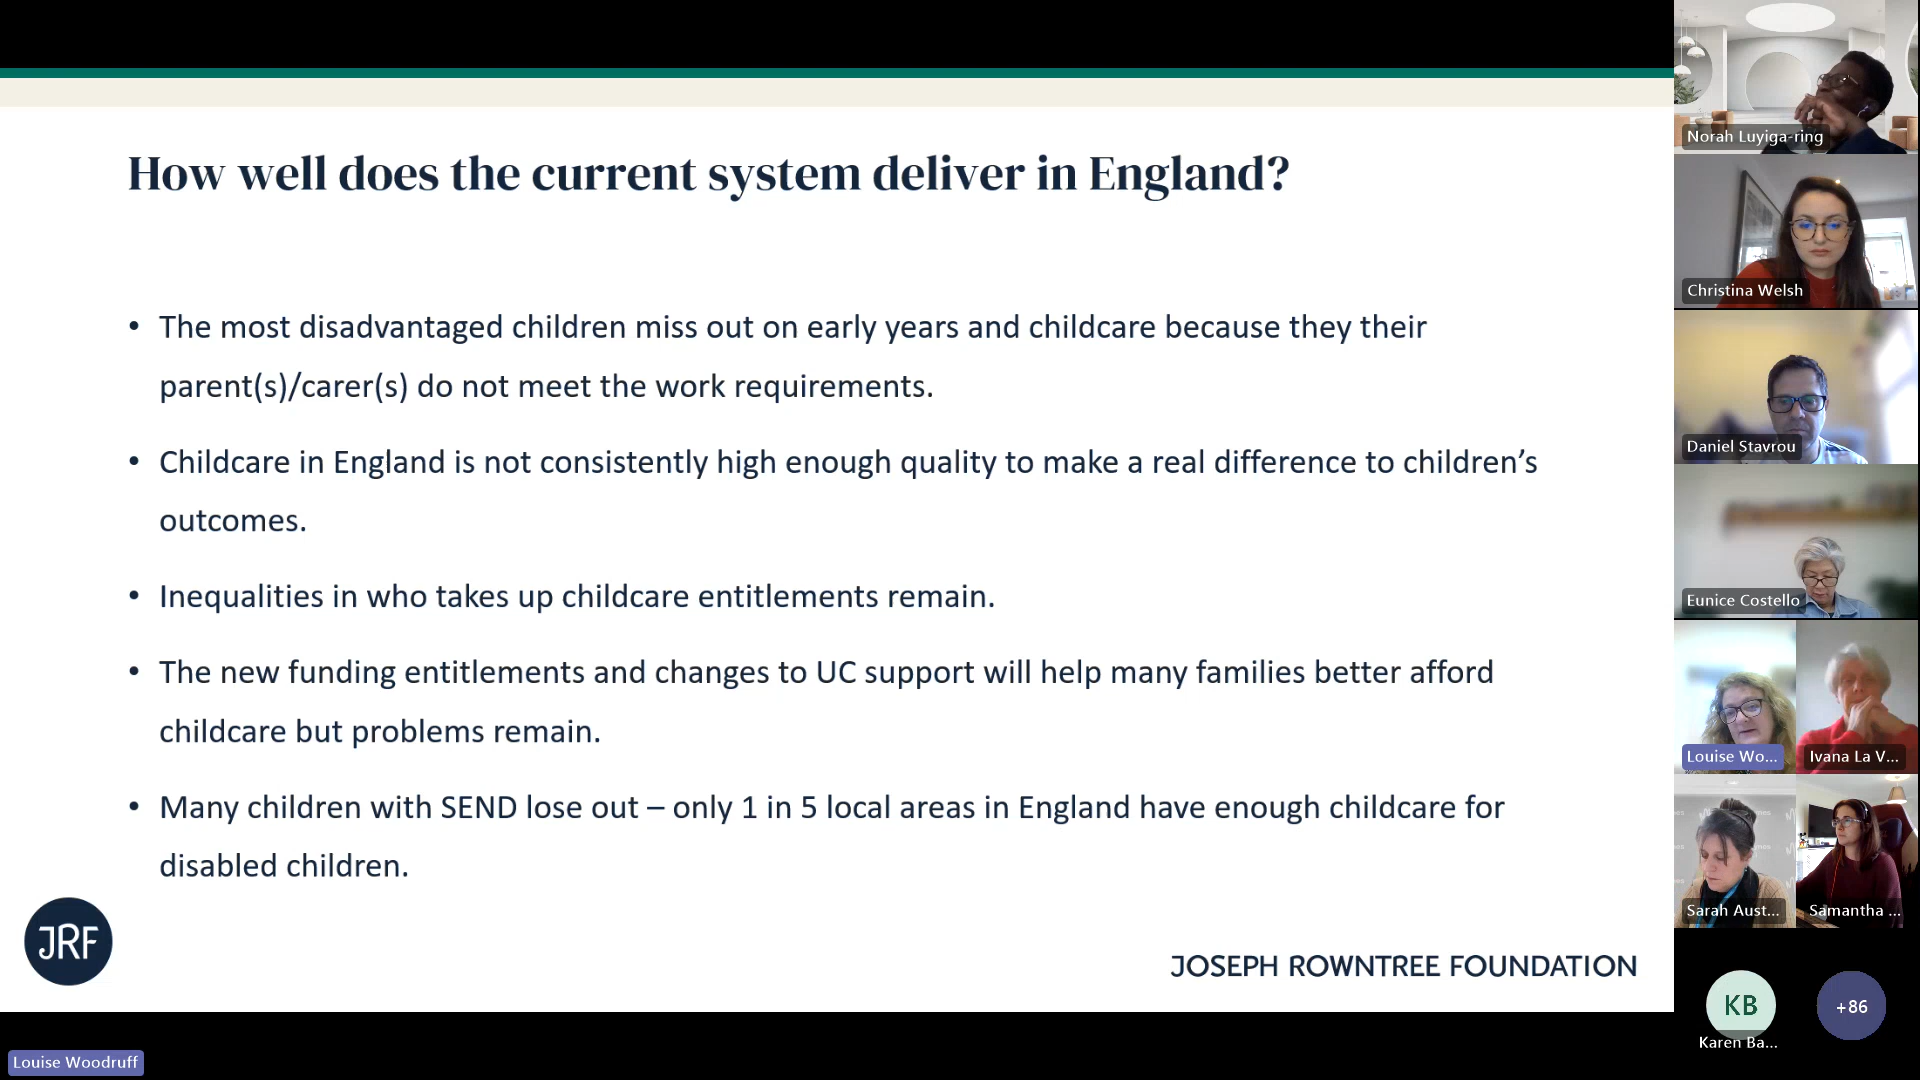 How well does the current system deliver in England?
• The most disadvantaged children miss out on early years and childcare because they their
parent(s)/carer(s) do not meet the work requirements.
• Childcare in England is not consistently high enough quality to make a real difference to children’s
outcomes.
• Inequalities in who takes up childcare entitlements remain.
• The new funding entitlements and changes to UC support will help many families better afford
childcare but problems remain.
• Many children with SEND lose out – only 1 in 5 local areas in England have enough childcare for
disabled children.
JRF
JOSEPH ROWNTREE FOUNDATION
Louise Woodruff
Norah Luyiga-ring
Christina Welsh
Daniel Stavrou
Eunice Costello
Louise Wo...
Ivana La V...
Sarah Aust...
Samantha ...
KB
Karen Ba...
+86